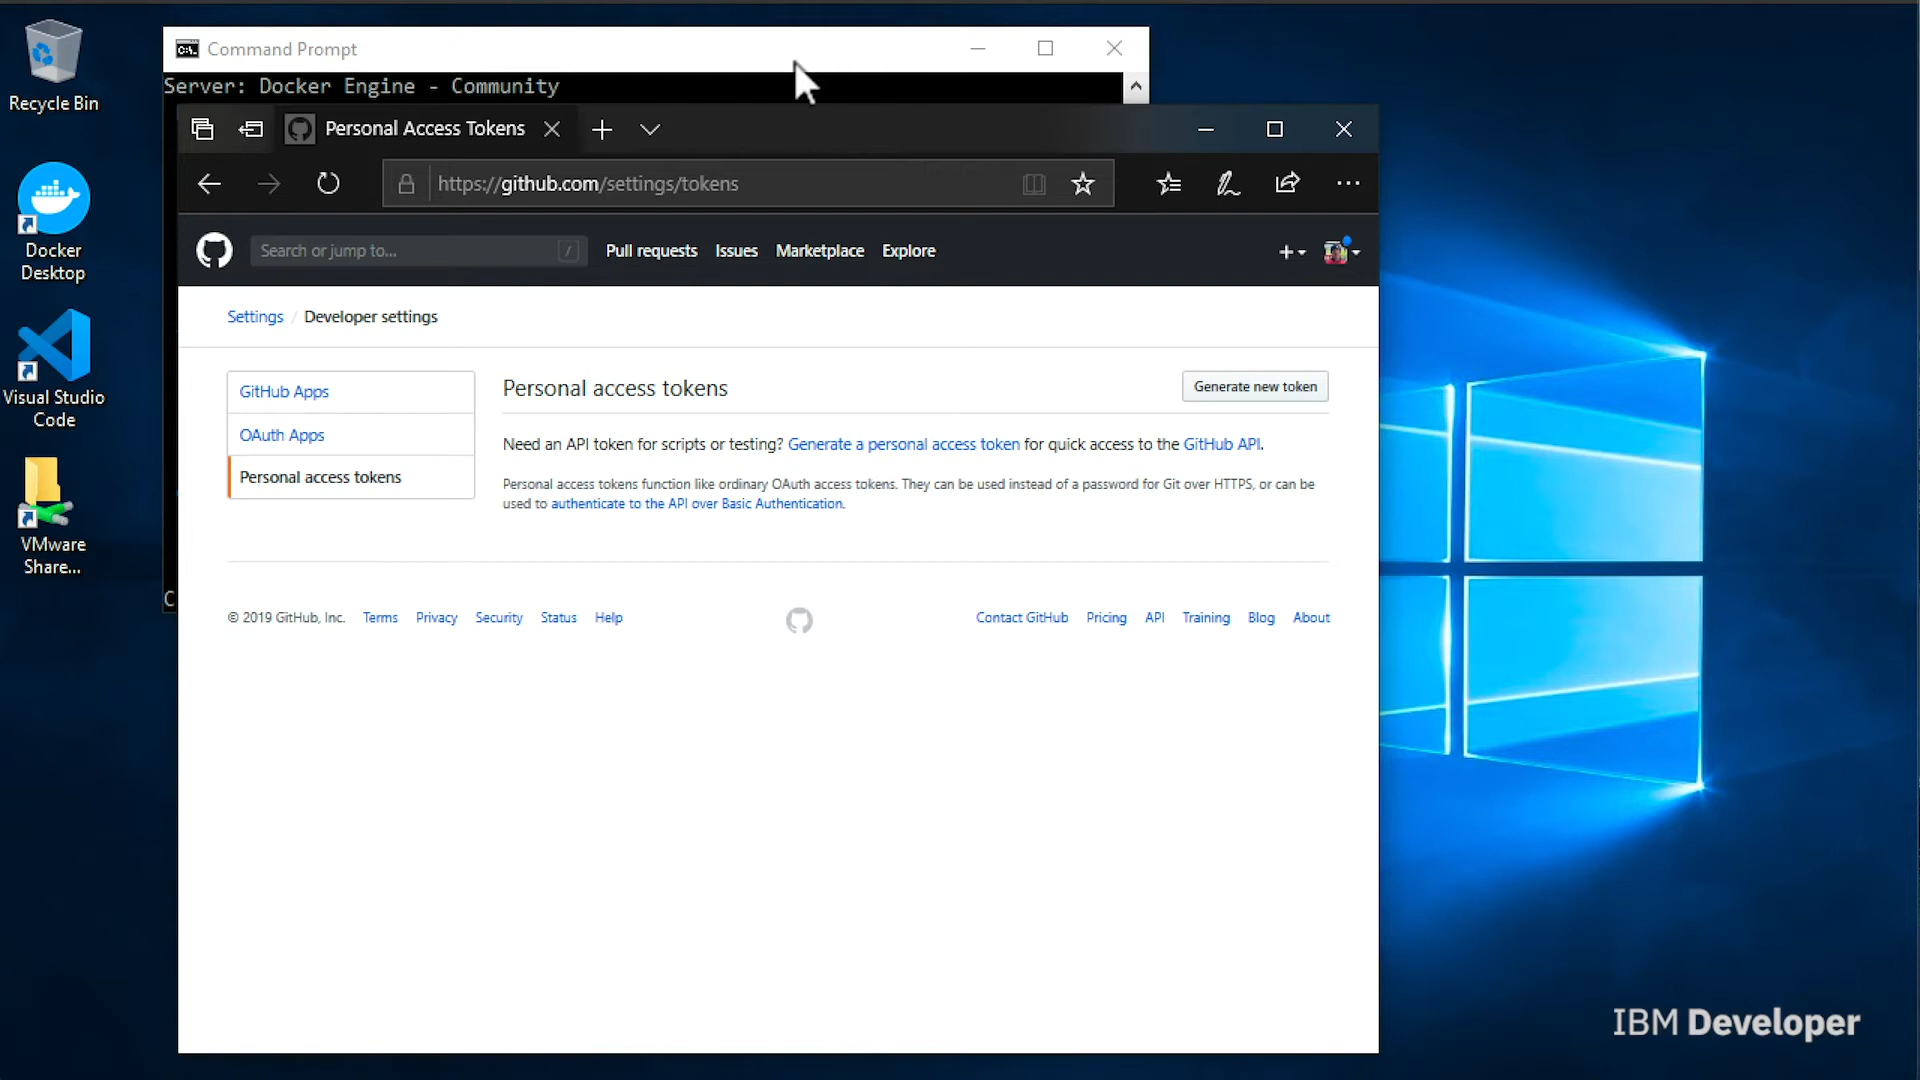 Recycle Bin
Docker
Desktop
Visual Studio
Code
VMware
Share...
Command Prompt
Server: Docker Engine - Community
C
Personal Access Tokens
https://github.com/settings/tokens
Search or jump to...
/
Pull requests Issues Marketplace Explore
Settings / Developer settings
GitHub Apps
OAuth Apps
Personal access tokens
Personal access tokens
Generate new token
Need an API token for scripts or testing? Generate a personal access token for quick access to the GitHub API.
Personal access tokens function like ordinary OAuth access tokens. They can be used instead of a password for Git over HTTPS, or can be
used to authenticate to the API over Basic Authentication.
© 2019 GitHub, Inc. Terms Privacy Security Status Help
Contact GitHub Pricing API Training Blog About
IBM Developer